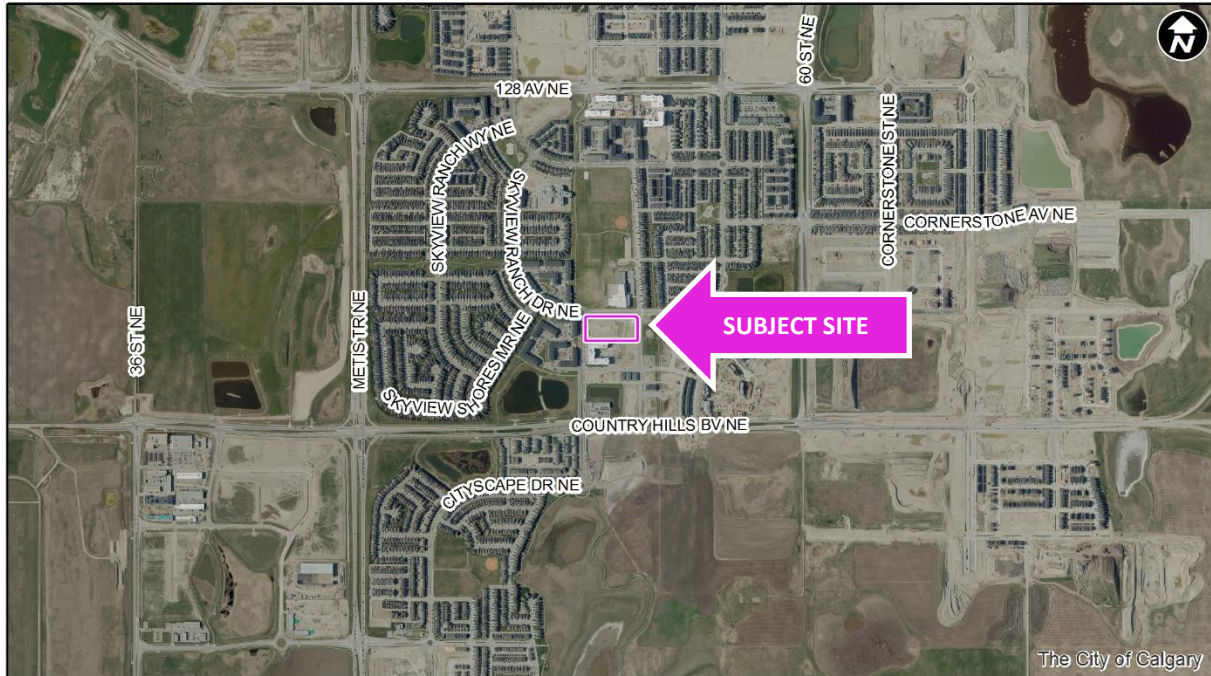 N
60 ST NE
128 AV NE
SKYVIEW RANCH WY NE
SKYVIEW RANCH DR NE
CORNERSTONE ST NE
CORNERSTONE AV NE
36 ST NE
METIS TR NE
SUBJECT SITE
SKYVIEW SHORES MR NE
COUNTRY HILLS BV NE
CITYSCAPE DR NE
The City of Calgary